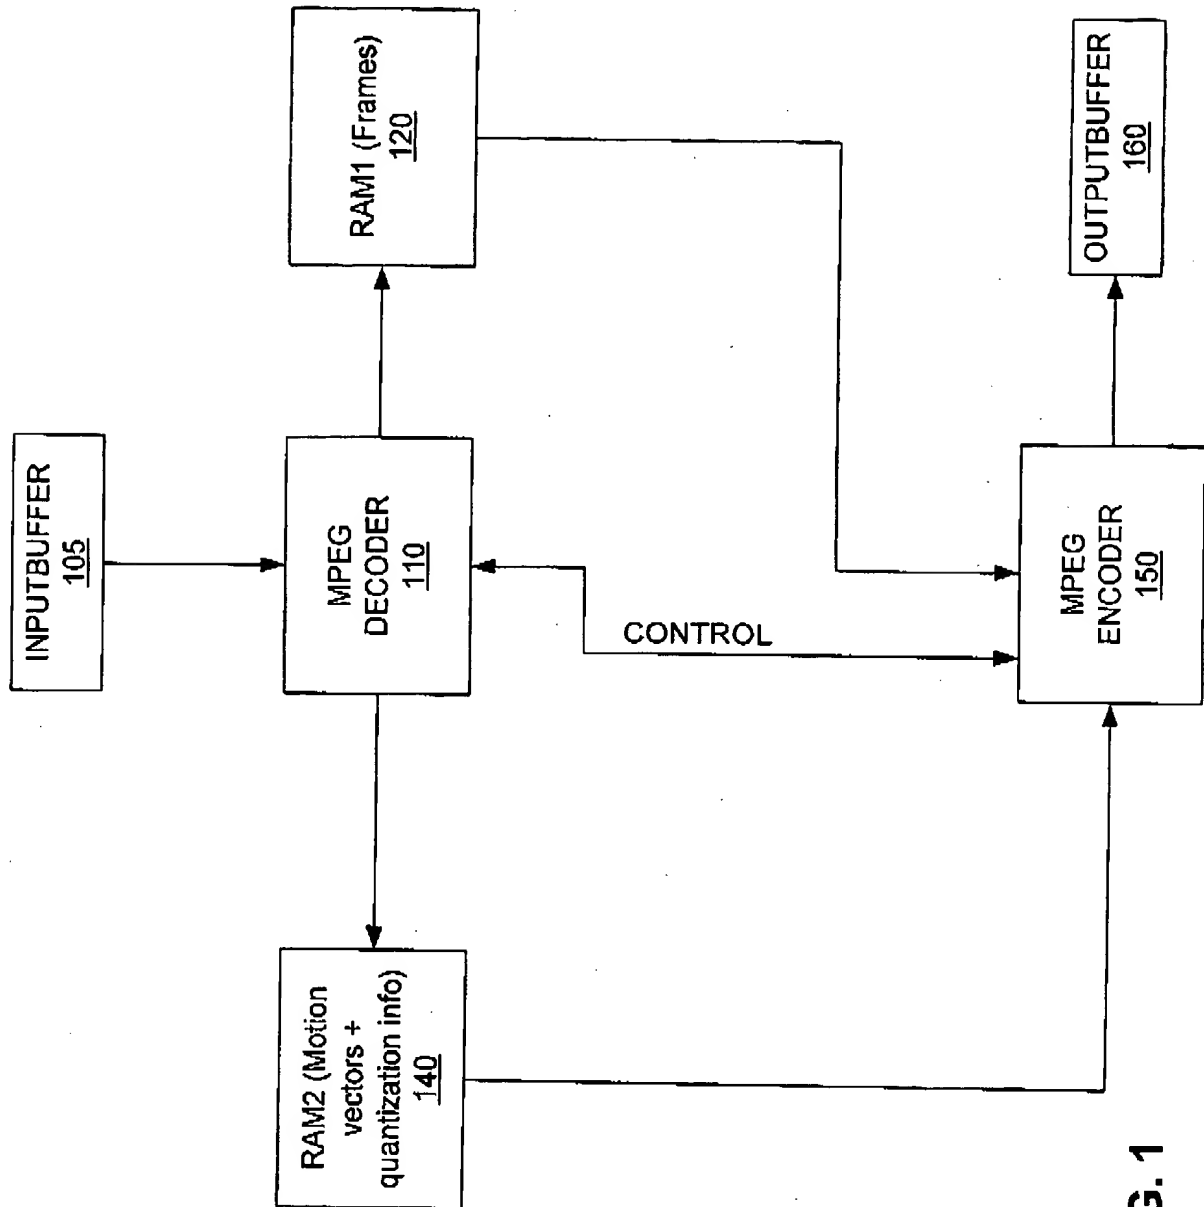 INPUTBUFFER
105
RAM2 (Motion
vectors +
quantization info)
140
MPEG
DECODER
110
RAM1 (Frames)
120
CONTROL
MPEG
ENCODER
150
OUTPUTBUFFER
160
G. 1